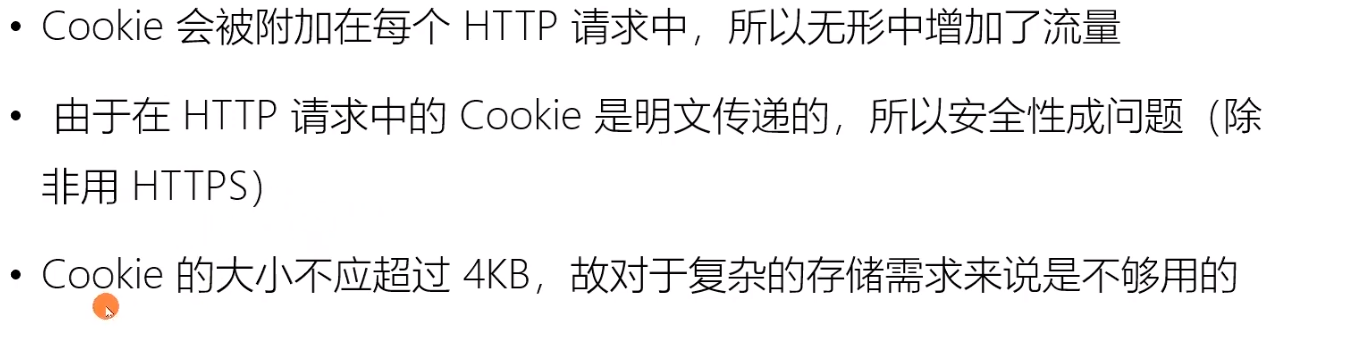 • Cookie 会被附加在每个 HTTP 请求中，所以无形中增加了流量
• 由于在 HTTP 请求中的 Cookie 是明文传递的，所以安全性成问题（除
非用 HTTPS）
• Cookie 的大小不应超过 4KB，故对于复杂的存储需求来说是不够用的